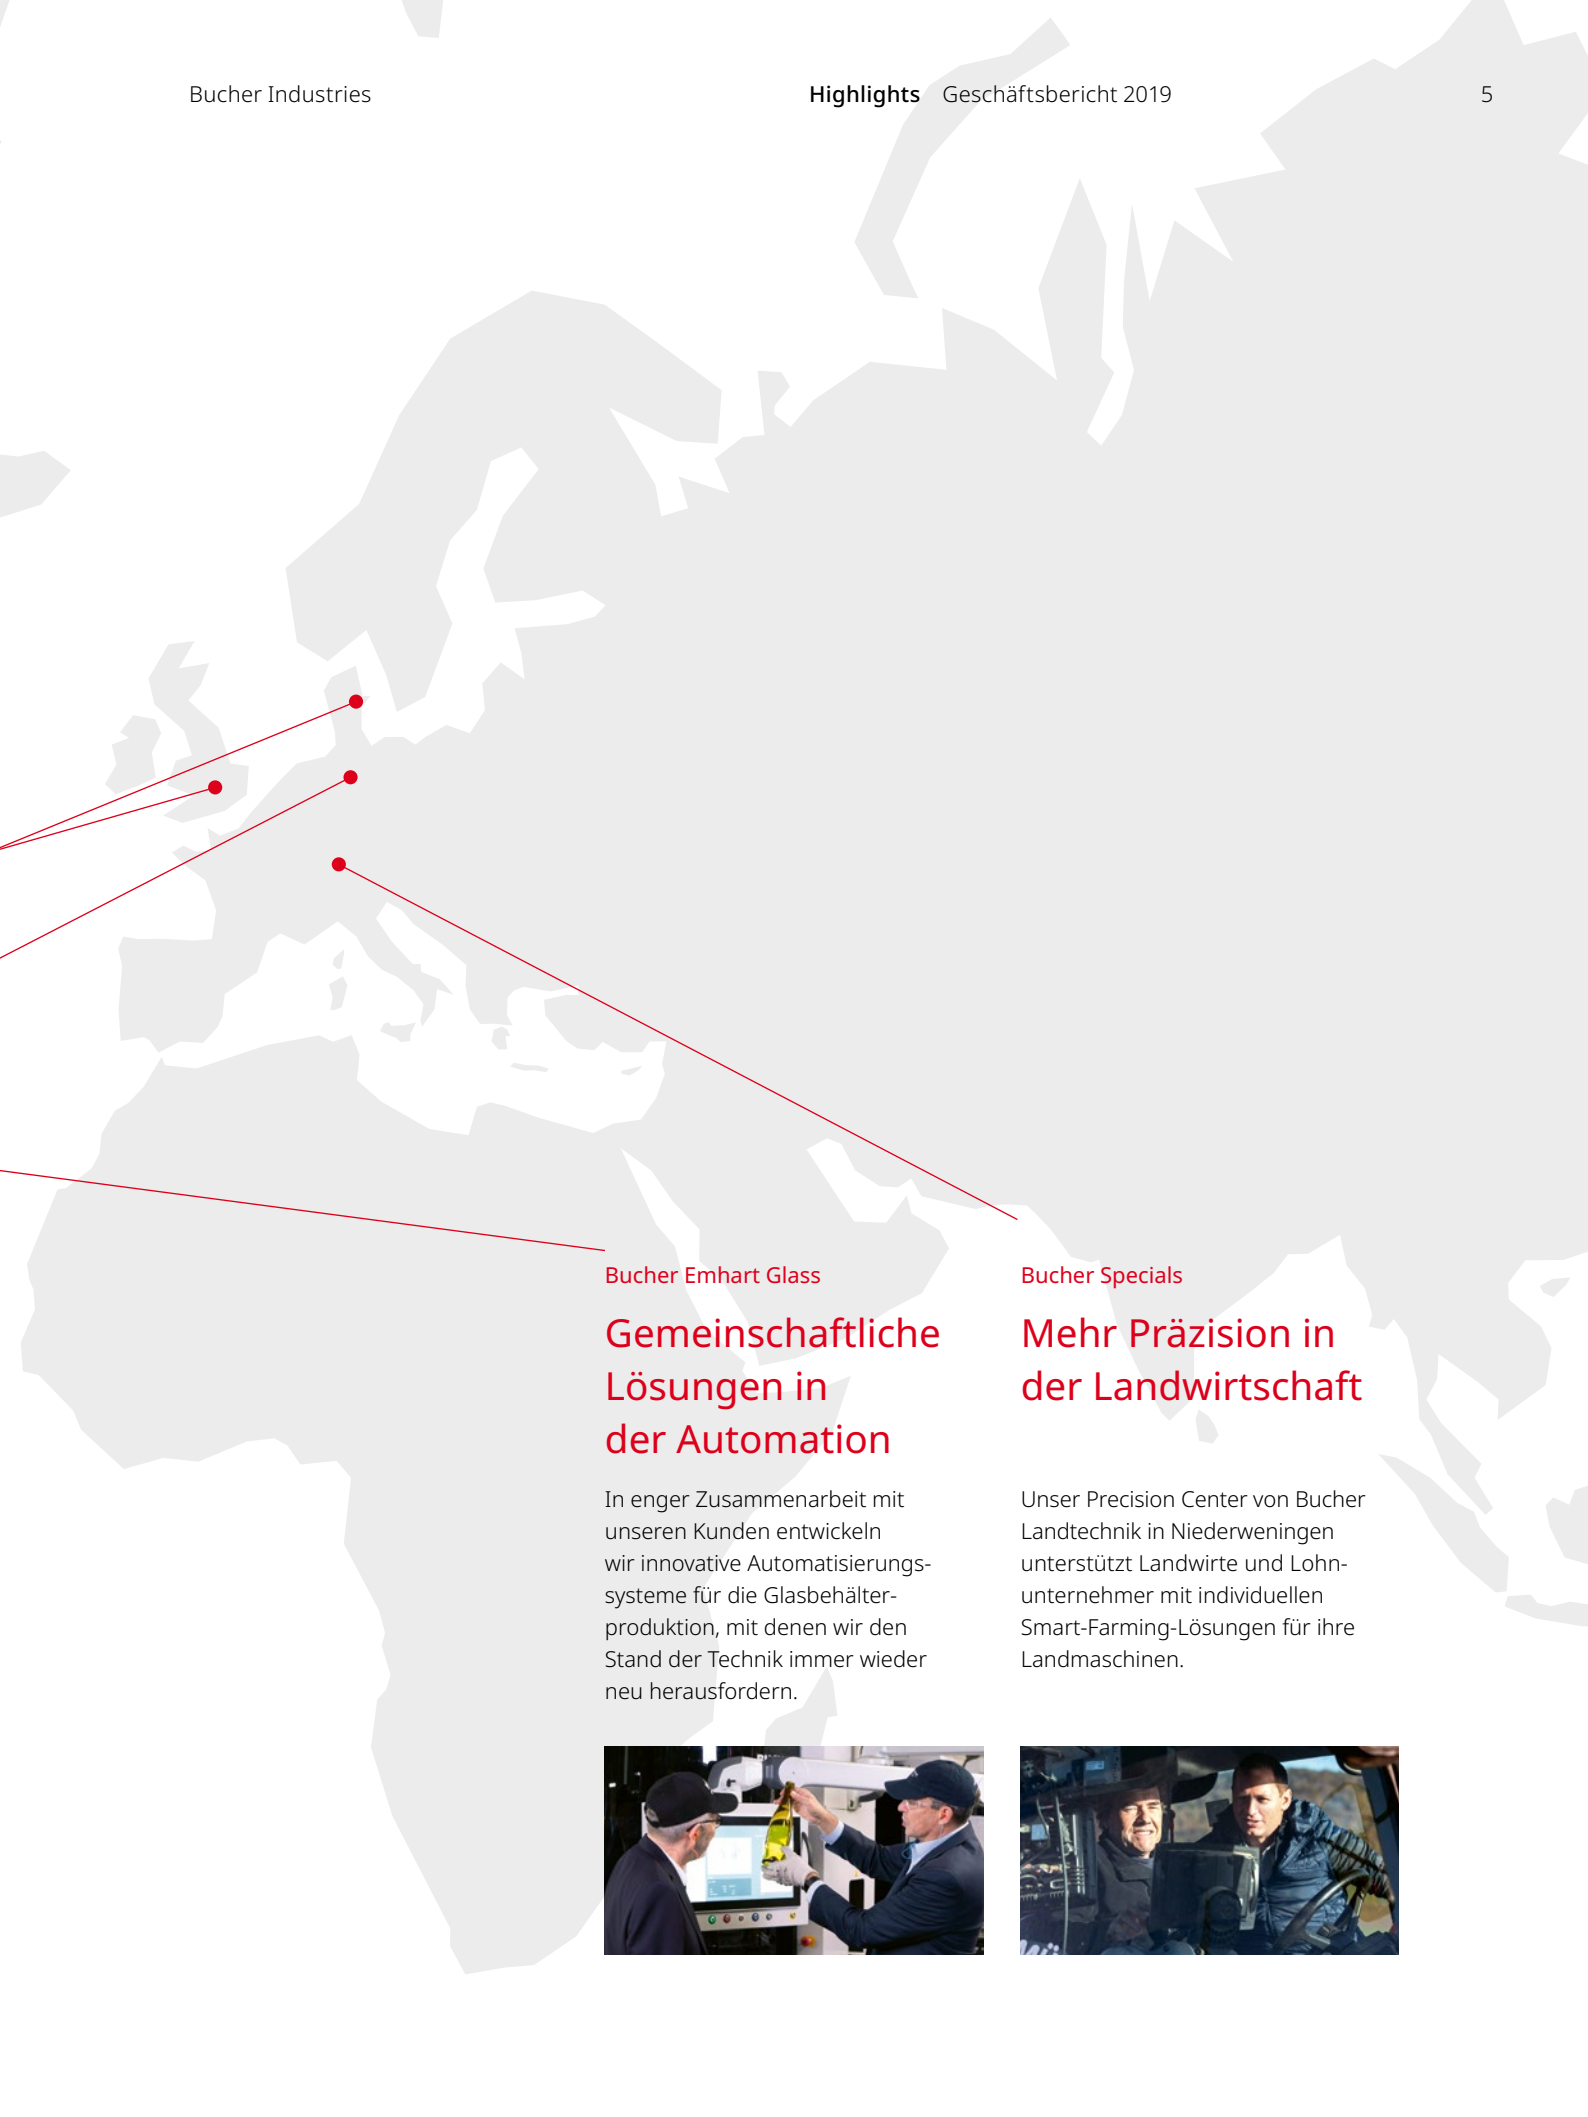 Bucher Industries
Highlights Geschäftsbericht 2019
5
Bucher Emhart Glass
Gemeinschaftliche
Lösungen in
der Automation
In enger Zusammenarbeit mit
unseren Kunden entwickeln
wir innovative Automatisierungs-
systeme für die Glasbehälter-
produktion, mit denen wir den
Stand der Technik immer wieder
neu herausfordern.
Bucher Specials
Mehr Präzision in
der Landwirtschaft
Unser Precision Center von Bucher
Landtechnik in Niederweningen
unterstützt Landwirte und Lohn-
unternehmer mit individuellen
Smart-Farming-Lösungen für ihre
Landmaschinen.